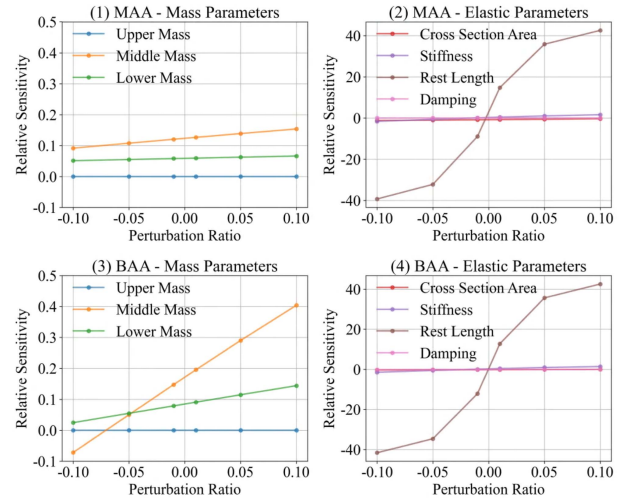 (1) MAA - Mass Parameters
0.5
0.4
0.3
0.2
0.1
0.0
-0.1
Relative Sensitivity
Upper Mass
Middle Mass
Lower Mass
-0.10 -0.05 0.00 0.05 0.10
Perturbation Ratio
(2) MAA - Elastic Parameters
40
20
0
-20
-40
Relative Sensitivity
Cross Section Area
Stiffness
Rest Length
Damping
-0.10 -0.05 0.00 0.05 0.10
Perturbation Ratio
(3) BAA - Mass Parameters
0.5
0.4
0.3
0.2
0.1
0.0
-0.1
Relative Sensitivity
Upper Mass
Middle Mass
Lower Mass
-0.10 -0.05 0.00 0.05 0.10
Perturbation Ratio
(4) BAA - Elastic Parameters
40
20
0
-20
-40
Relative Sensitivity
Cross Section Area
Stiffness
Rest Length
Damping
-0.10 -0.05 0.00 0.05 0.10
Perturbation Ratio